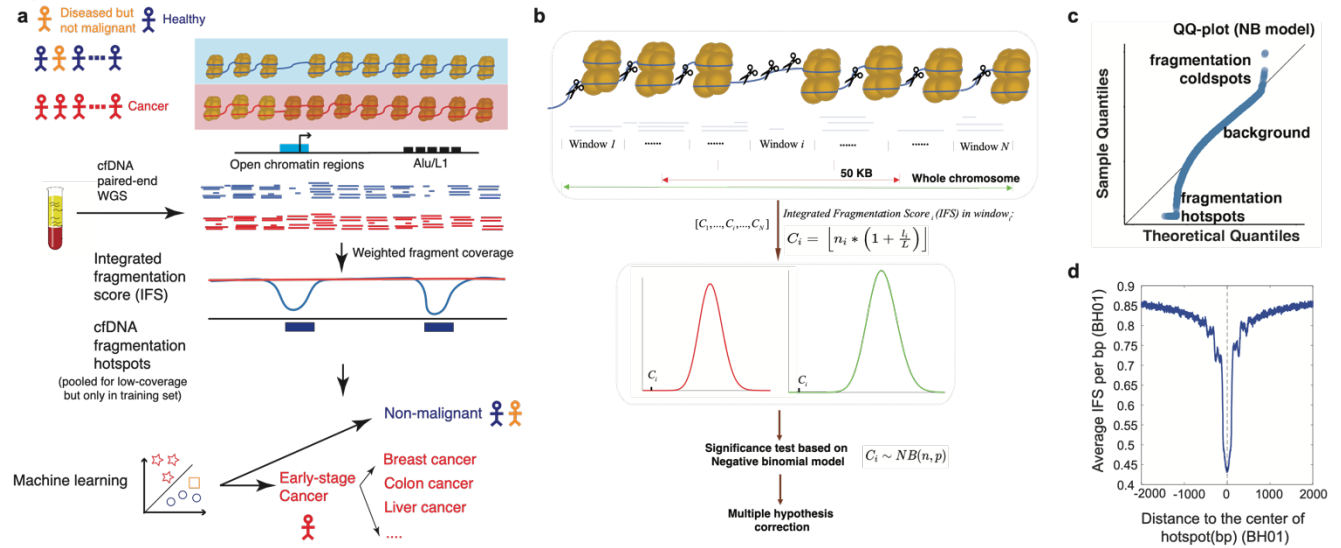 a
Diseased but
not malignant
Healthy
Cancer
Open chromatin regions
Alu/L1
cfDNA
paired-end
WGS
Weighted fragment coverage
Integrated
fragmentation
score (IFS)
cfDNA
fragmentation
hotspots
(pooled for low-coverage
but only in training set)
Non-malignant
Machine learning
Early-stage
Cancer
Breast cancer
Colon cancer
Liver cancer
....
b
Window 1
......
......
Window i
......
......
Window N
50 KB
Whole chromosome
[C₁,...,Cᵢ,...,C_N]
Integrated Fragmentation Score ᵢ (IFS) in windowᵢ:
Cᵢ = ⌊nᵢ * (1 + lᵢ/L)⌋
Cᵢ
Cᵢ
Significance test based on
Negative binomial model
Cᵢ ~ NB(n, p)
Multiple hypothesis
correction
c
QQ-plot (NB model)
fragmentation
coldspots
background
fragmentation
hotspots
Sample Quantiles
Theoretical Quantiles
d
Average IFS per bp (BH01)
0.9
0.85
0.8
0.75
0.7
0.65
0.6
0.55
0.5
0.45
0.4
-2000
-1000
0
1000
2000
Distance to the center of
hotspot(bp) (BH01)